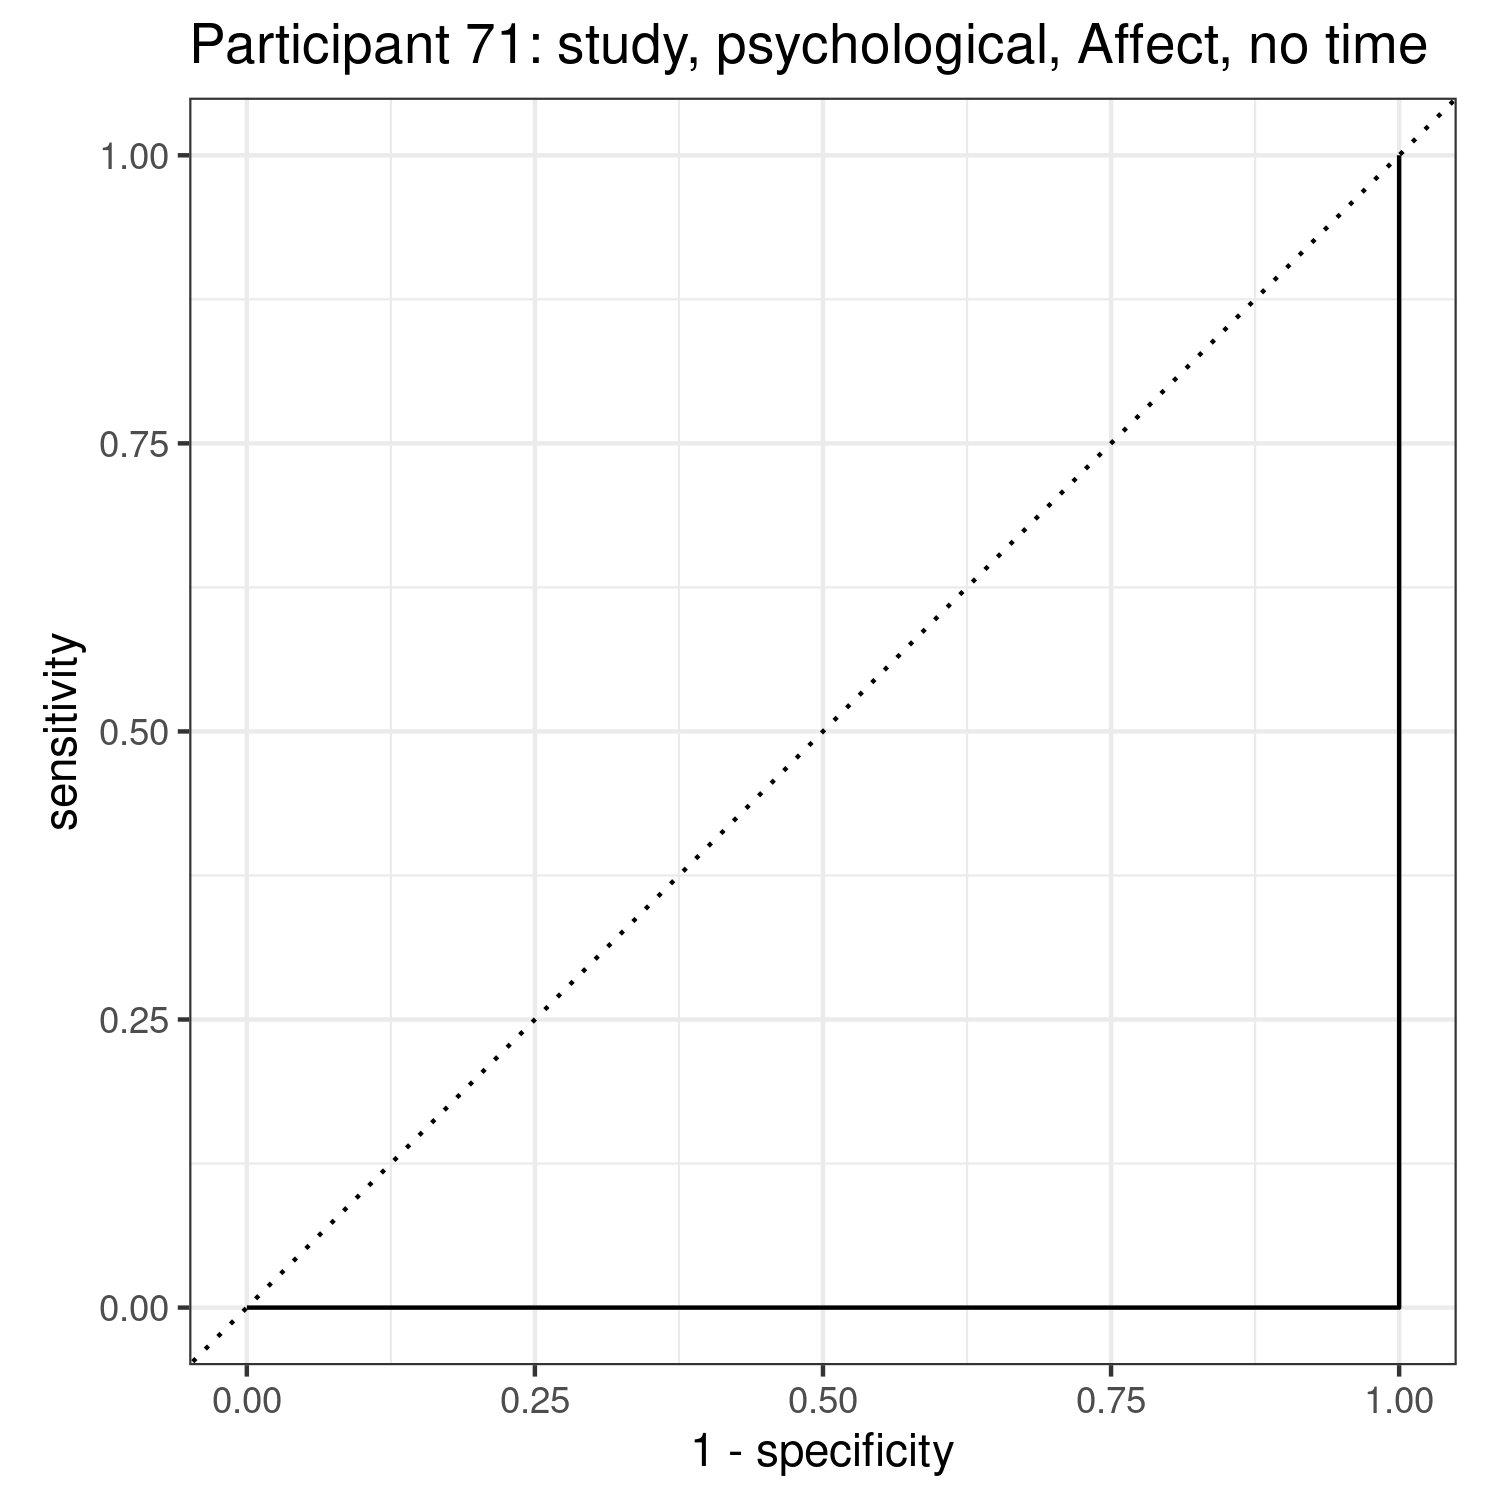 Participant 71: study, psychological, Affect, no time
1.00
0.75
0.50
0.25
0.00
sensitivity
0.00 0.25 0.50 0.75 1.00
1 - specificity